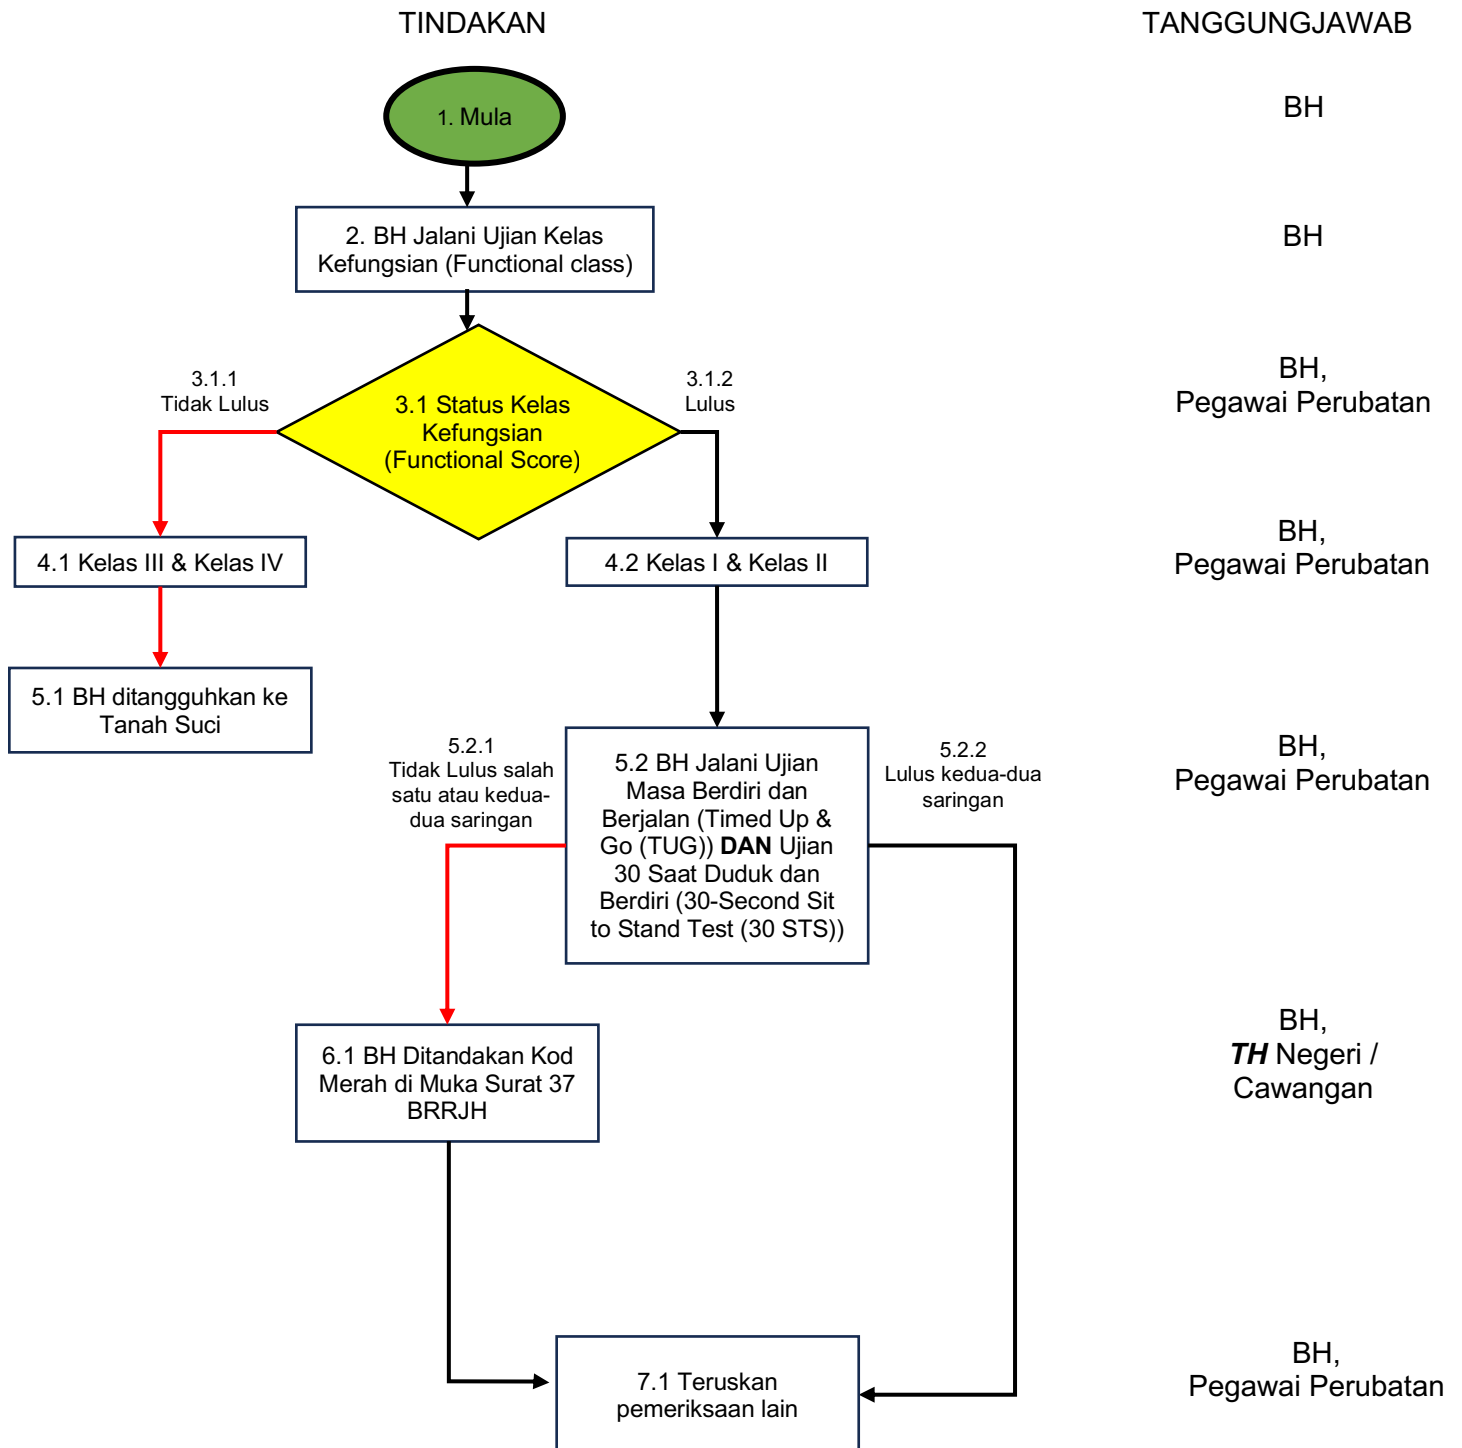 TINDAKAN
TANGGUNGJAWAB
1. Mula
BH
2. BH Jalani Ujian Kelas
Kefungsian (Functional class)
BH
3.1.1
Tidak Lulus
3.1 Status Kelas
Kefungsian
(Functional Score)
3.1.2
Lulus
BH,
Pegawai Perubatan
4.1 Kelas III & Kelas IV
4.2 Kelas I & Kelas II
BH,
Pegawai Perubatan
5.1 BH ditangguhkan ke
Tanah Suci
5.2.1
Tidak Lulus salah
satu atau kedua-
dua saringan
5.2 BH Jalani Ujian
Masa Berdiri dan
Berjalan (Timed Up &
Go (TUG)) DAN Ujian
30 Saat Duduk dan
Berdiri (30-Second Sit
to Stand Test (30 STS))
5.2.2
Lulus kedua-dua
saringan
BH,
Pegawai Perubatan
6.1 BH Ditandakan Kod
Merah di Muka Surat 37
BRRJH
BH,
TH Negeri /
Cawangan
7.1 Teruskan
pemeriksaan lain
BH,
Pegawai Perubatan